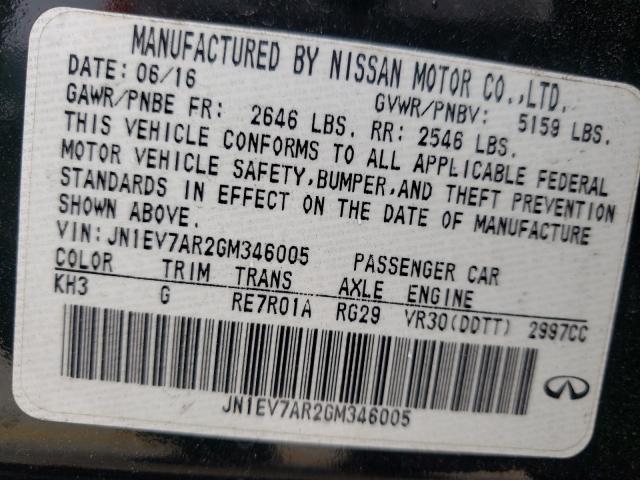 MANUFACTURED BY NISSAN MOTOR CO.,LTD.
DATE: 06/16 GVWR/PNBV: 5159 LBS.
GAWR/PNBE FR: 2646 LBS. RR: 2546 LBS.
THIS VEHICLE CONFORMS TO ALL APPLICABLE FEDERAL
MOTOR VEHICLE SAFETY,BUMPER,AND THEFT PREVENTION
STANDARDS IN EFFECT ON THE DATE OF MANUFACTURE
SHOWN ABOVE.
VIN:JN1EV7AR2GM346005 PASSENGER CAR
COLOR TRIM TRANS AXLE ENGINE
KH3 G RE7R01A RG29 VR30(DDTT) 2997CC
JN1EV7AR2GM346005